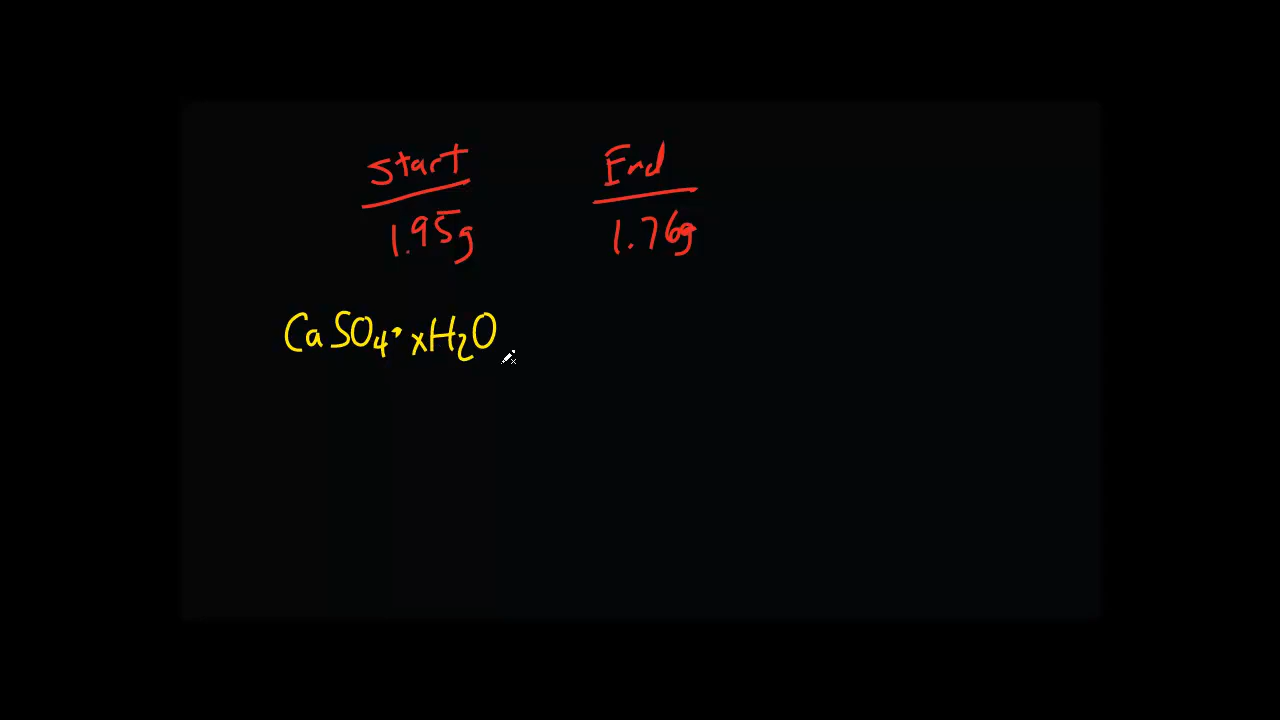 Start End
1.95g 1.76g
CaSO₄ · xH₂O